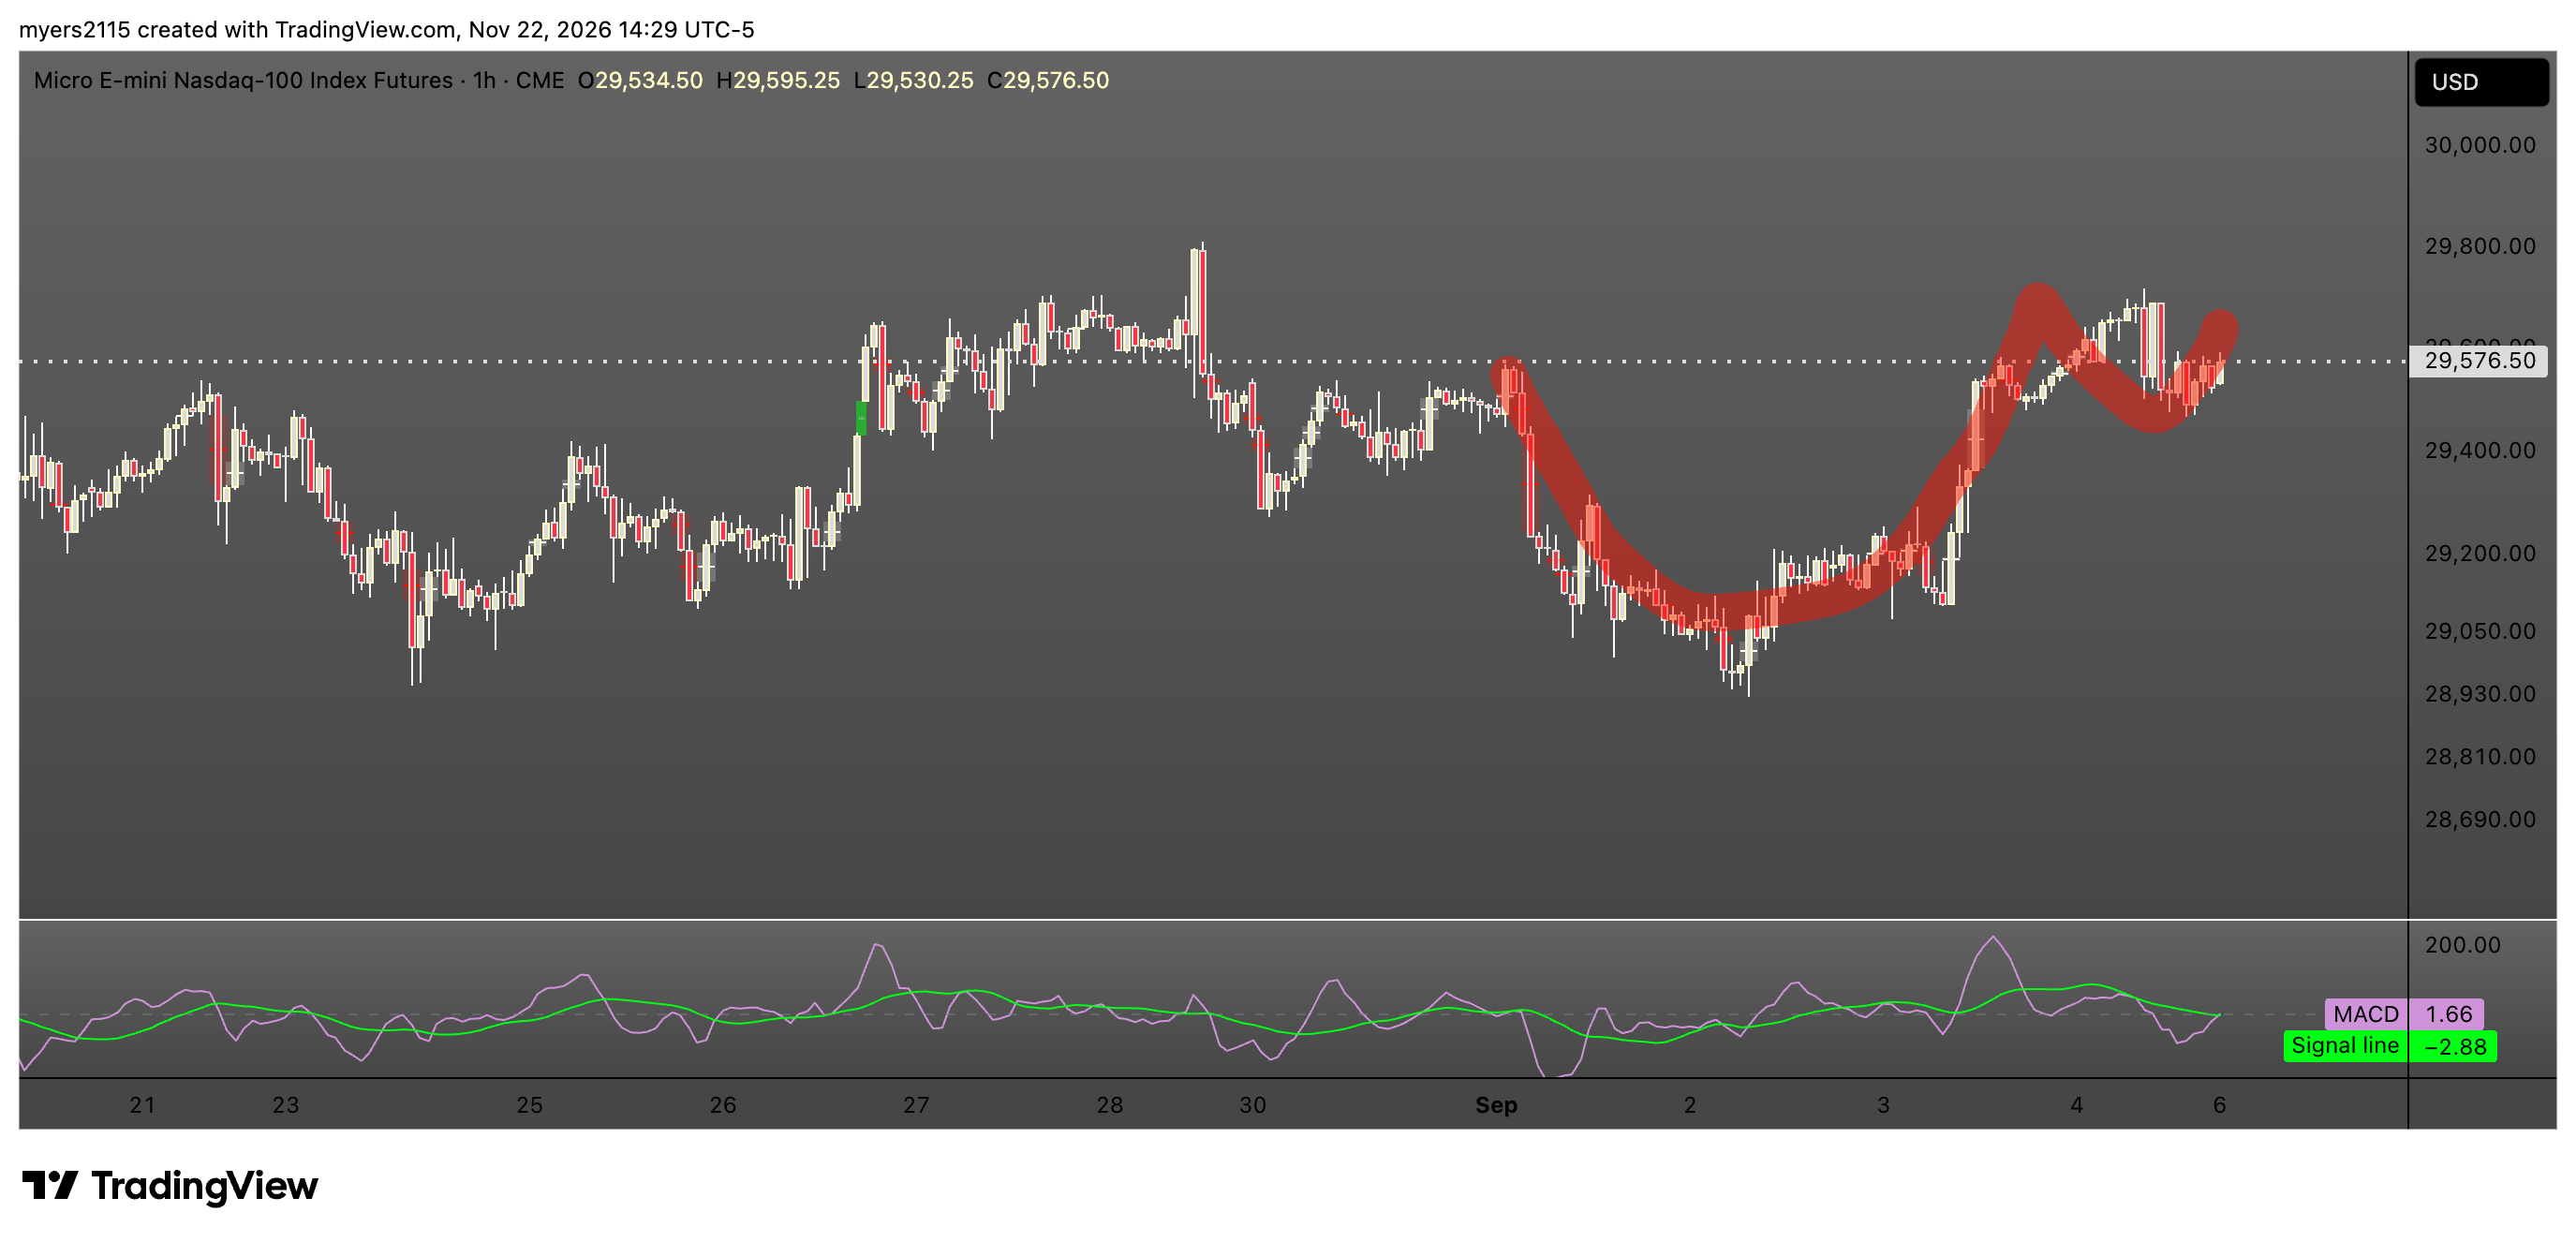 myers2115 created with TradingView.com, Nov 22, 2026 14:29 UTC-5
Micro E-mini Nasdaq-100 Index Futures · 1h · CME O29,534.50 H29,595.25 L29,530.25 C29,576.50
USD
30,000.00
29,800.00
29,576.50
29,400.00
29,200.00
29,050.00
28,930.00
28,810.00
28,690.00
200.00
MACD 1.66
Signal line −2.88
21 23 25 26 27 28 30 Sep 2 3 4 6
TradingView